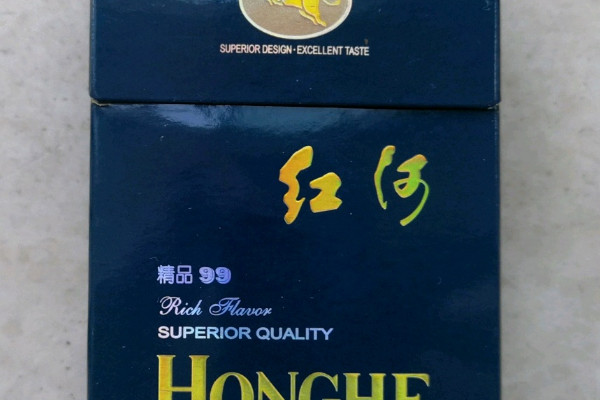 SUPERIOR DESIGN·EXCELLENT TASTE
红河
精品 99
Rich Flavor
SUPERIOR QUALITY
HONGHE